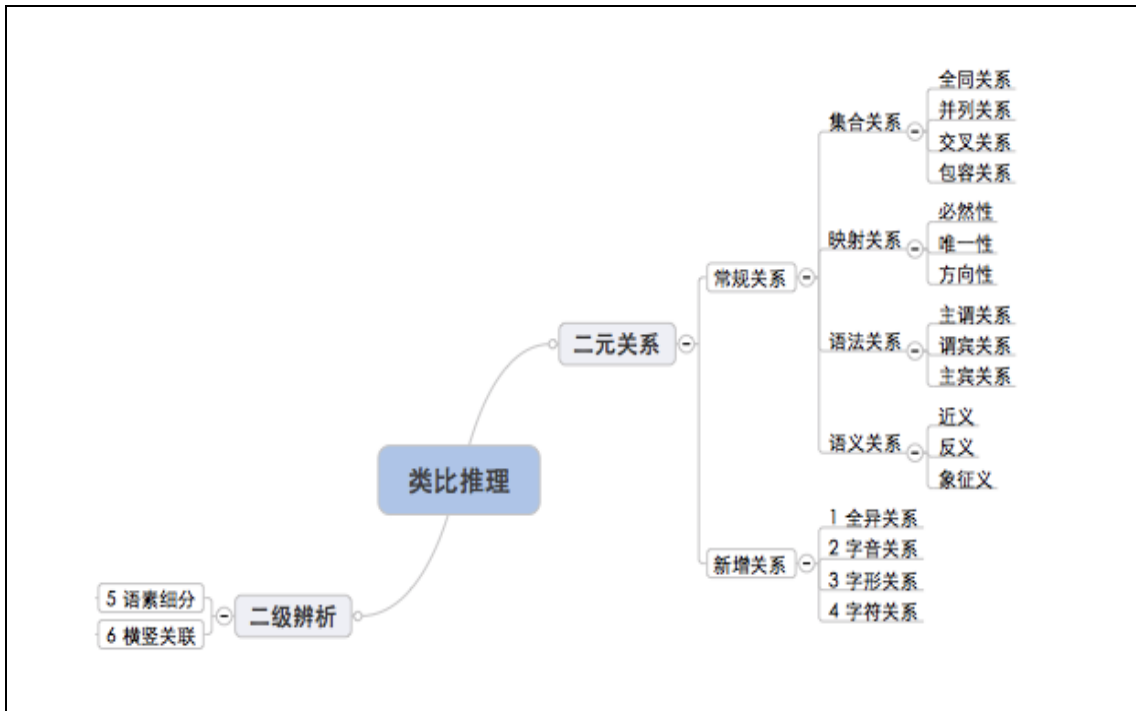 类比推理
二元关系
常规关系
集合关系
全同关系
并列关系
交叉关系
包容关系
映射关系
必然性
唯一性
方向性
语法关系
主谓关系
谓宾关系
主宾关系
语义关系
近义
反义
象征义
新增关系
1 全异关系
2 字音关系
3 字形关系
4 字符关系
二级辨析
5 语素细分
6 横竖关联